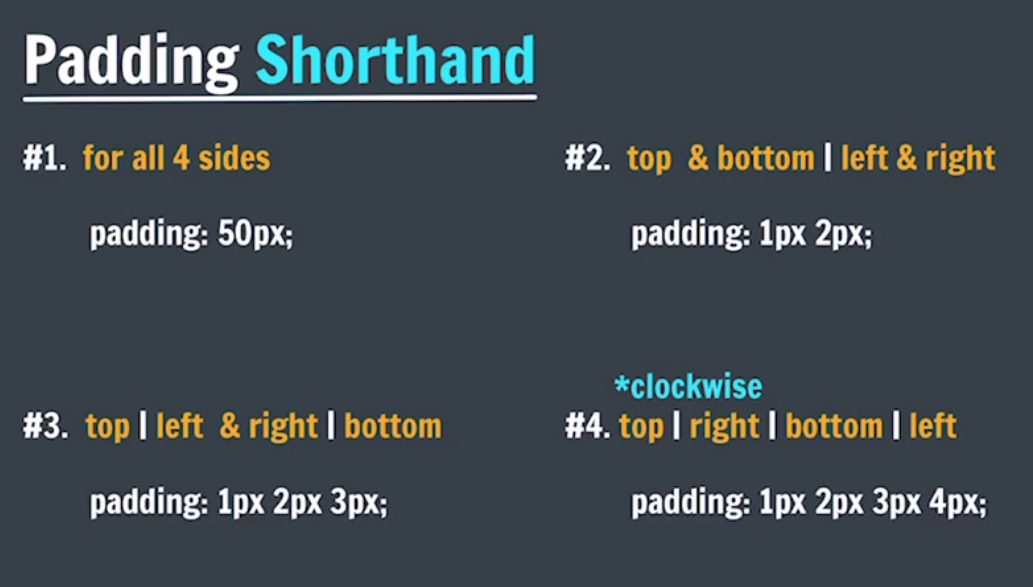 Padding Shorthand
#1. for all 4 sides
padding: 50px;
#2. top & bottom | left & right
padding: 1px 2px;
#3. top | left & right | bottom
padding: 1px 2px 3px;
*clockwise
#4. top | right | bottom | left
padding: 1px 2px 3px 4px;